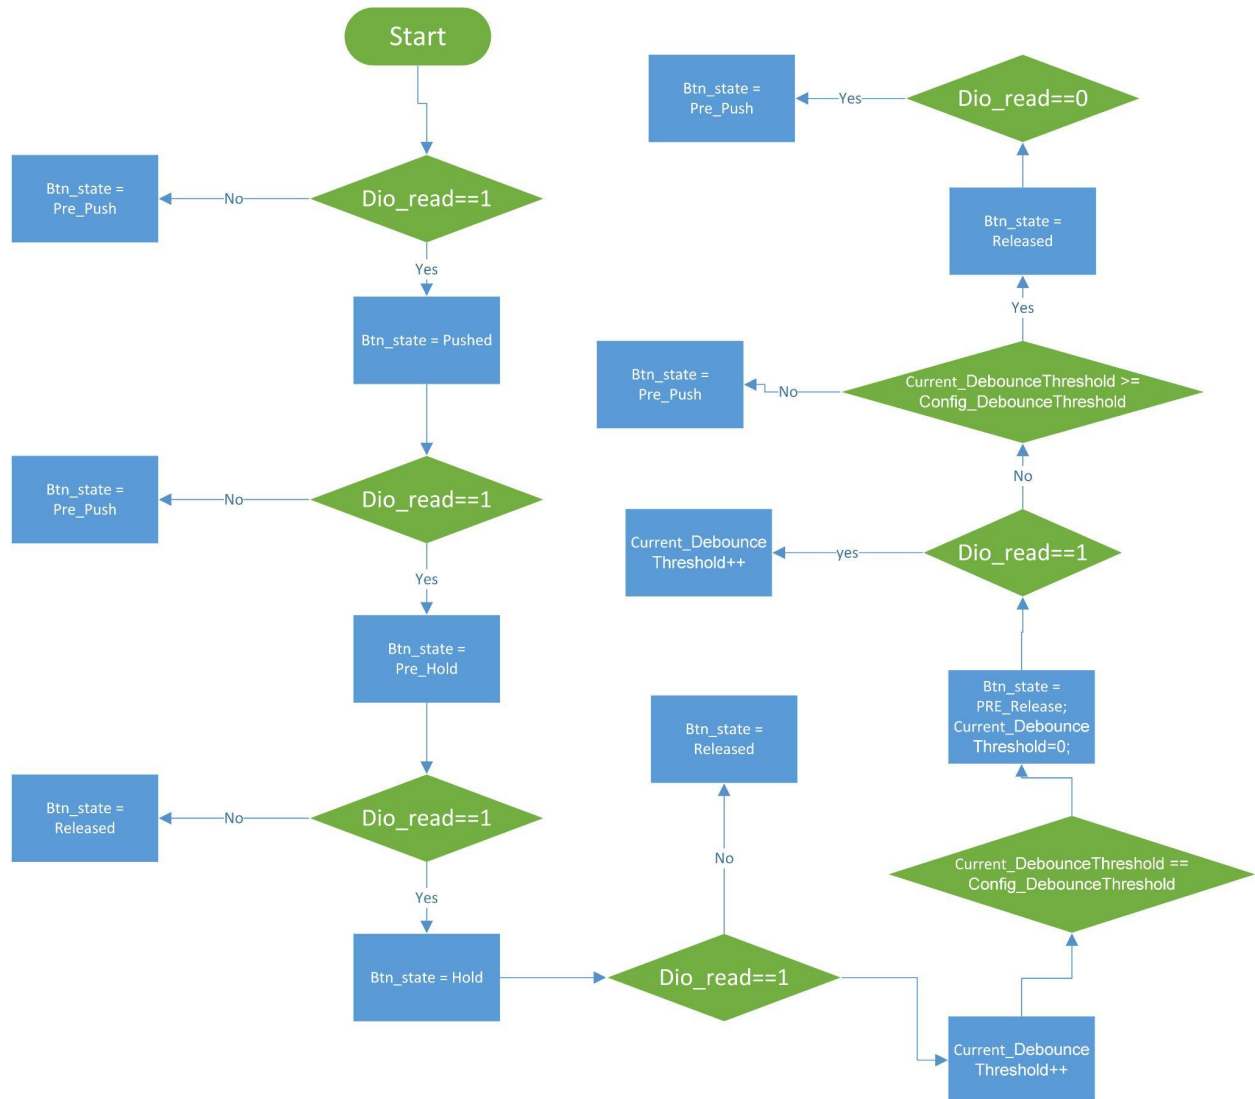 Start
Dio_read==1
No
Btn_state =
Pre_Push
Yes
Btn_state = Pushed
Dio_read==1
No
Btn_state =
Pre_Push
Yes
Btn_state =
Pre_Hold
Dio_read==1
No
Btn_state =
Released
Yes
Btn_state = Hold
Dio_read==1
No
Btn_state =
Released
Current_Debounce
Threshold++
Current_DebounceThreshold ==
Config_DebounceThreshold
Btn_state =
PRE_Release;
Current_Debounce
Threshold=0;
Dio_read==1
yes
Current_Debounce
Threshold++
No
Current_DebounceThreshold >=
Config_DebounceThreshold
No
Btn_state =
Pre_Push
Yes
Btn_state =
Released
Dio_read==0
Yes
Btn_state =
Pre_Push